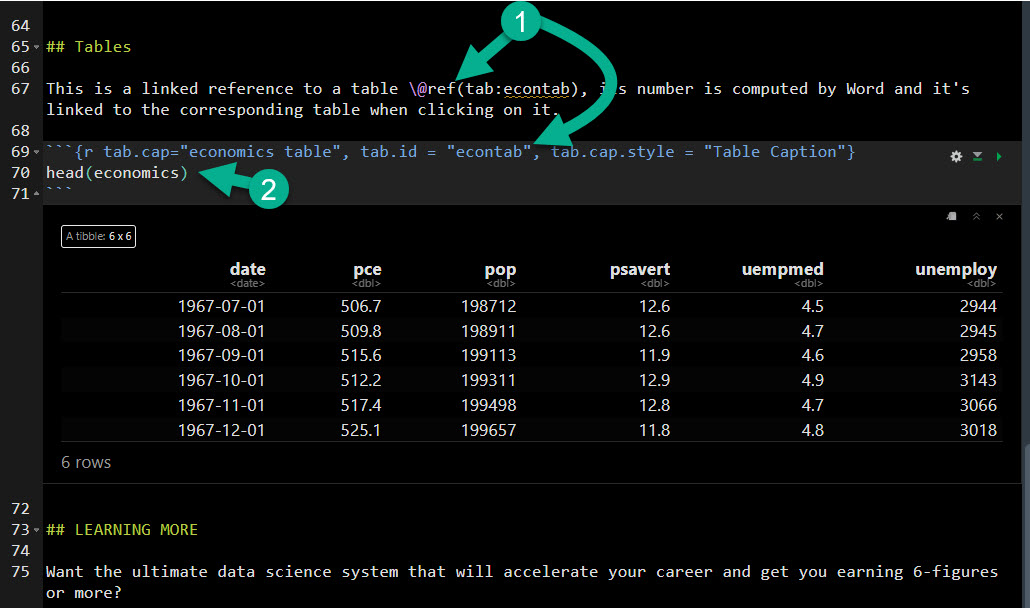 64
65 ## Tables
66
67 This is a linked reference to a table \@ref(tab:econtab), its number is computed by Word and it's
linked to the corresponding table when clicking on it.
68
69 ```{r tab.cap="economics table", tab.id = "econtab", tab.cap.style = "Table Caption"}
70 head(economics)
71 ```
1
2
A tibble: 6 x 6
date pce pop psavert uempmed unemploy
<date> <dbl> <dbl> <dbl> <dbl> <dbl>
1967-07-01 506.7 198712 12.6 4.5 2944
1967-08-01 509.8 198911 12.6 4.7 2945
1967-09-01 515.6 199113 11.9 4.6 2958
1967-10-01 512.2 199311 12.9 4.9 3143
1967-11-01 517.4 199498 12.8 4.7 3066
1967-12-01 525.1 199657 11.8 4.8 3018
6 rows
72
73 ## LEARNING MORE
74
75 Want the ultimate data science system that will accelerate your career and get you earning 6-figures
or more?